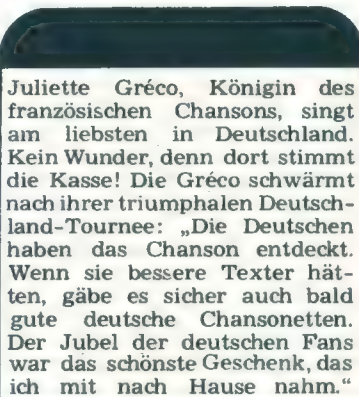 Juliette Gréco, Königin des
französischen Chansons, singt
am liebsten in Deutschland.
Kein Wunder, denn dort stimmt
die Kasse! Die Gréco schwärmt
nach ihrer triumphalen Deutsch-
land-Tournee: „Die Deutschen
haben das Chanson entdeckt.
Wenn sie bessere Texter hät-
ten, gäbe es sicher auch bald
gute deutsche Chansonetten.
Der Jubel der deutschen Fans
war das schönste Geschenk, das
ich mit nach Hause nahm.“